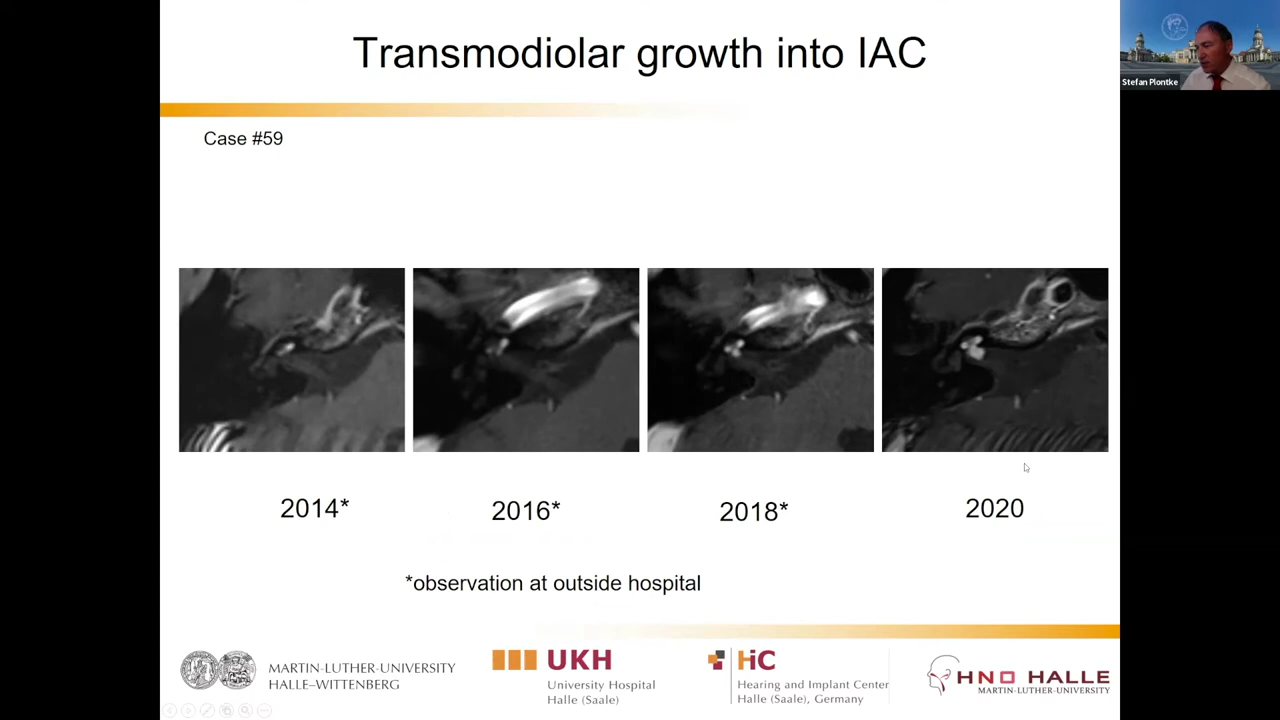 Transmodiolar growth into IAC
Stefan Plontke
Case #59
2014*
2016*
2018*
2020
*observation at outside hospital
MARTIN-LUTHER-UNIVERSITY
HALLE–WITTENBERG
UKH
University Hospital
Halle (Saale)
HiC
Hearing and Implant Center
Halle (Saale), Germany
HNO HALLE
MARTIN-LUTHER-UNIVERSITY